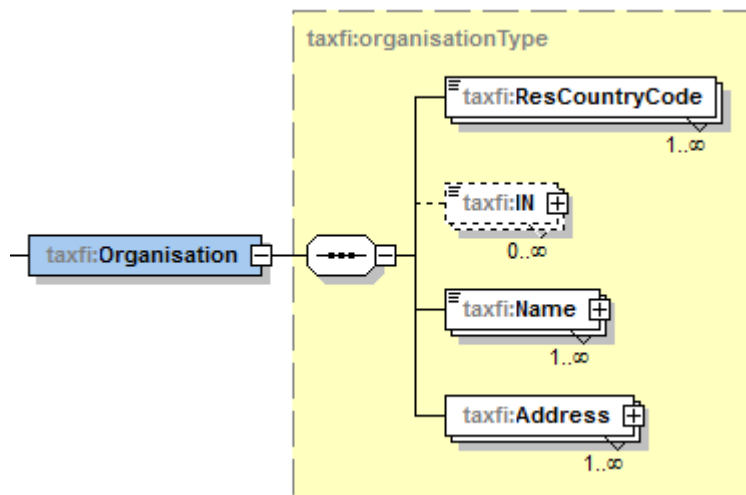 taxfi:organisationType
taxfi:ResCountryCode
1..∞
taxfi:IN
0..∞
taxfi:Organisation
taxfi:Name
1..∞
taxfi:Address
1..∞